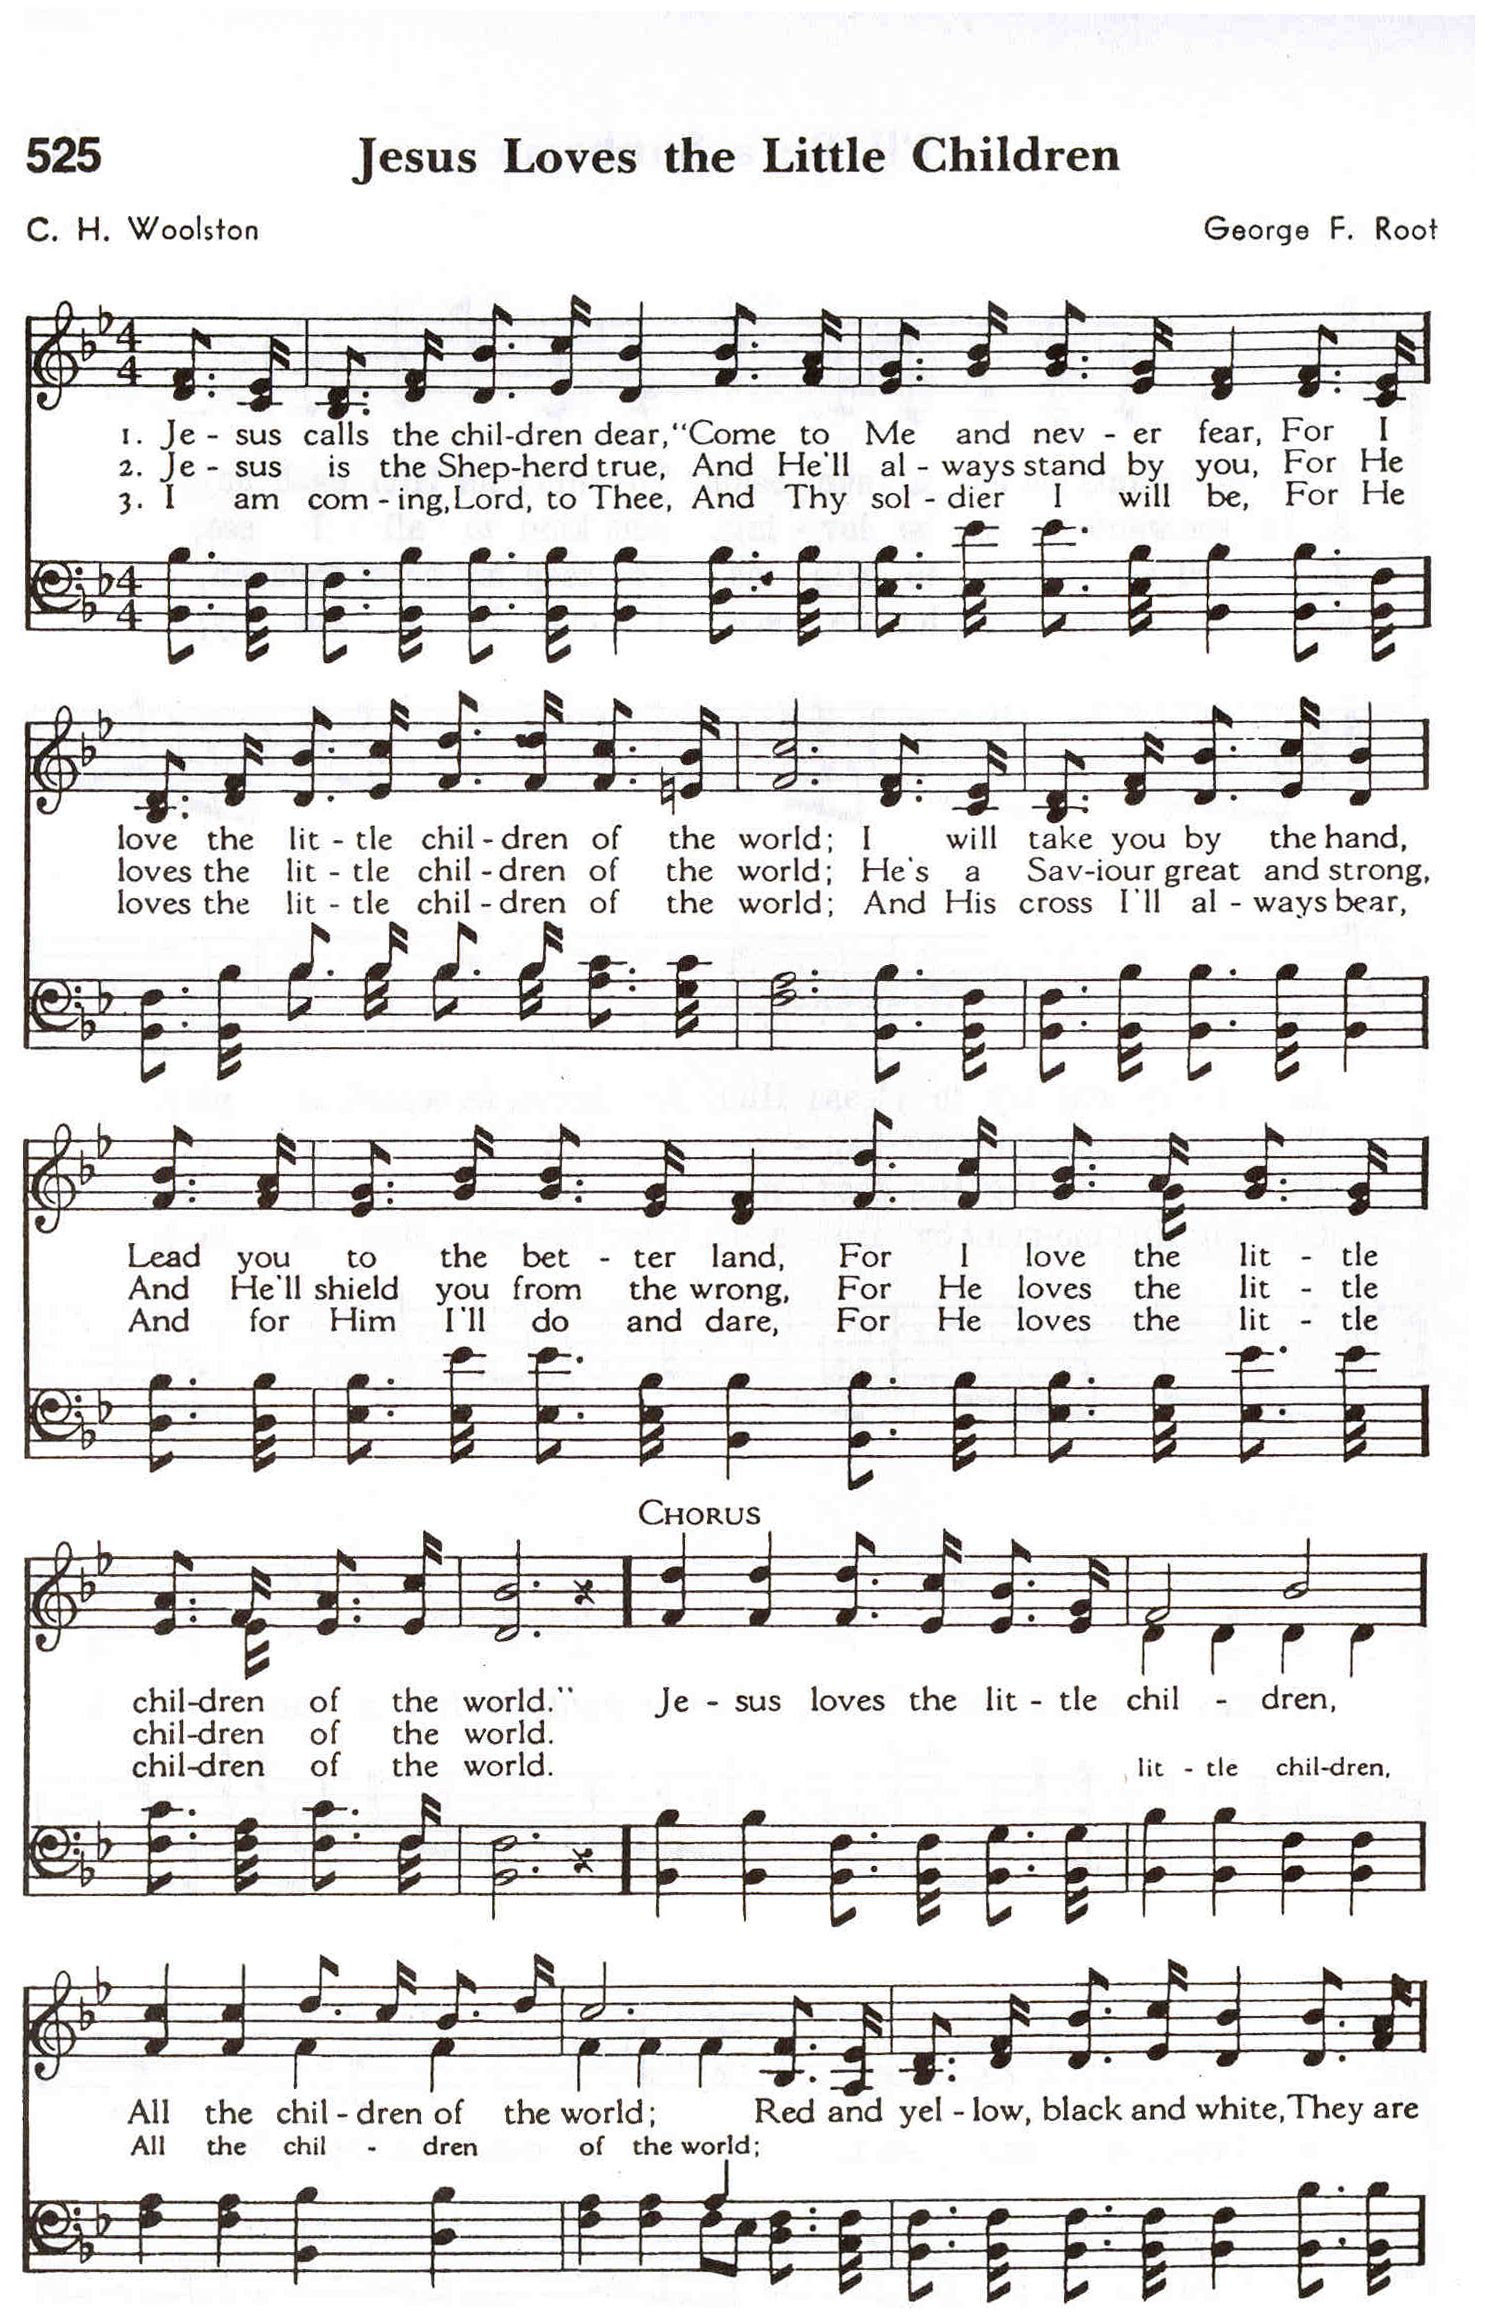 525 Jesus Loves the Little Children
C. H. Woolston George F. Root
4 4
1. Je - sus calls the chil-dren dear, “Come to Me and nev - er fear, For I
2. Je - sus is the Shep-herd true, And He'll al - ways stand by you, For He
3. I am com - ing, Lord, to Thee, And Thy sol - dier I will be, For He
4 4
love the lit - tle chil - dren of the world; I will take you by the hand,
loves the lit - tle chil - dren of the world; He's a Sav-iour great and strong,
loves the lit - tle chil - dren of the world; And His cross I'll al - ways bear,
Lead you to the bet - ter land, For I love the lit - tle
And He'll shield you from the wrong, For He loves the lit - tle
And for Him I'll do and dare, For He loves the lit - tle
CHORUS
chil-dren of the world.” Je - sus loves the lit - tle chil - dren,
chil-dren of the world.
chil-dren of the world. lit - tle chil-dren,
All the chil - dren of the world; Red and yel - low, black and white, They are
All the chil - dren of the world;